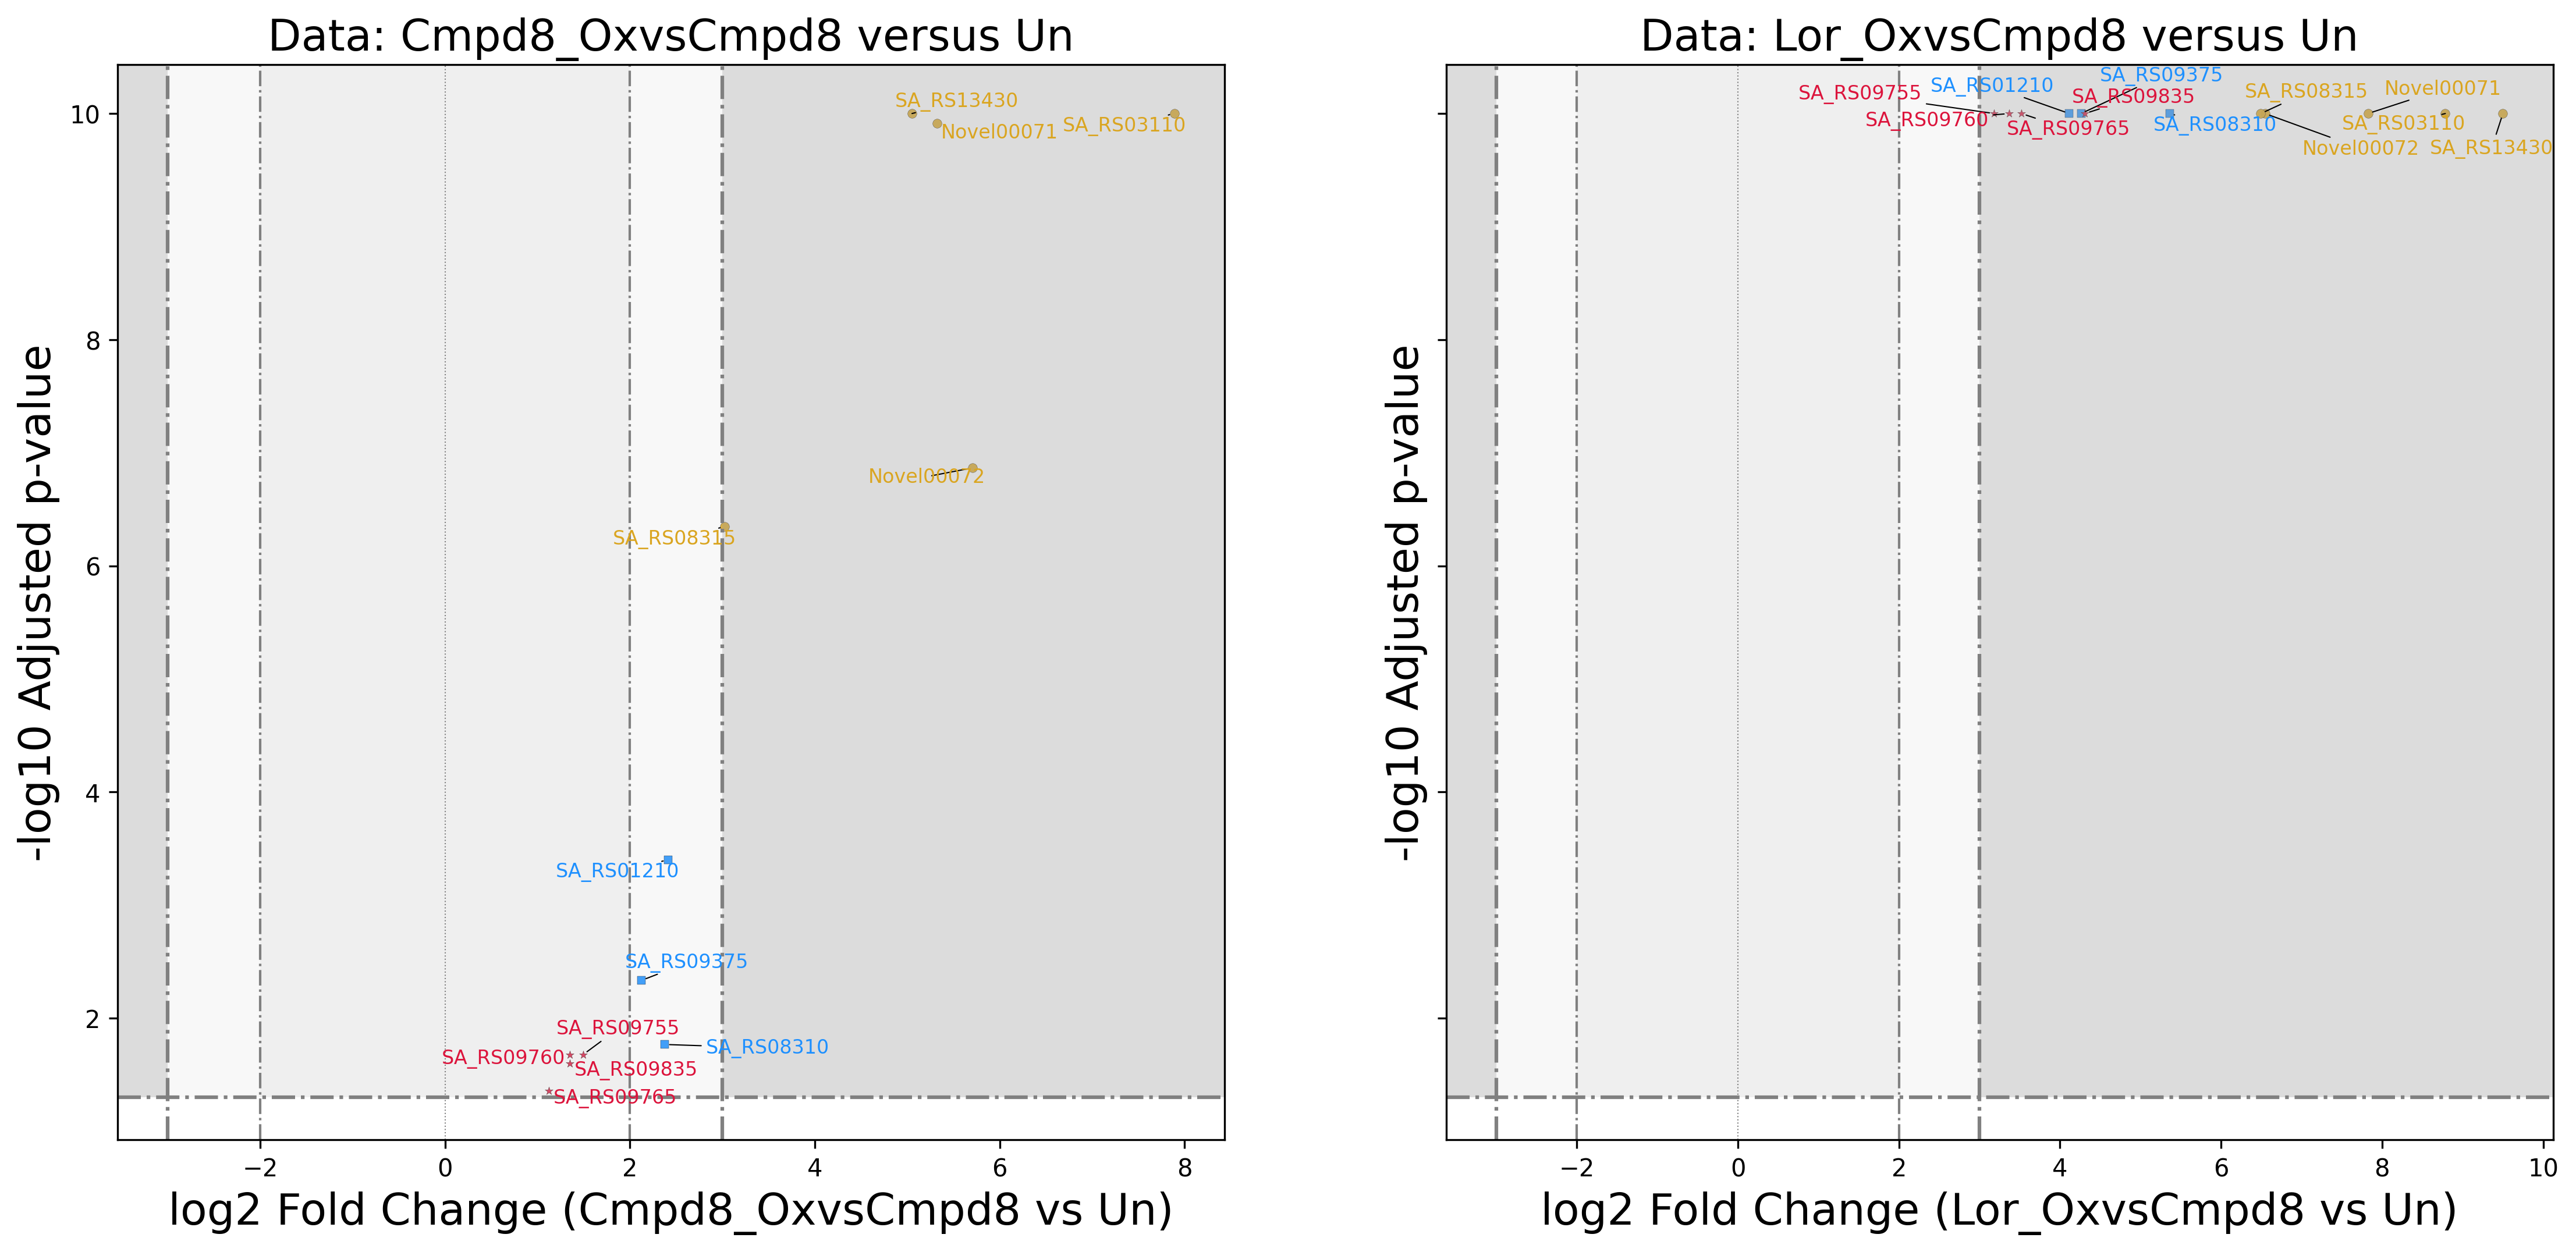 Data: Cmpd8_OxvsCmpd8 versus Un
-log10 Adjusted p-value
10
8
6
4
2
SA_RS13430
Novel00071
SA_RS03110
Novel00072
SA_RS08315
SA_RS01210
SA_RS09375
SA_RS09755
SA_RS09760
SA_RS08310
SA_RS09835
SA_RS09765
−2
0
2
4
6
8
log2 Fold Change (Cmpd8_OxvsCmpd8 vs Un)
Data: Lor_OxvsCmpd8 versus Un
-log10 Adjusted p-value
SA_RS09375
SA_RS01210
SA_RS09755
SA_RS09835
SA_RS08315
Novel00071
SA_RS09760
SA_RS09765
SA_RS08310
SA_RS03110
Novel00072
SA_RS13430
−2
0
2
4
6
8
10
log2 Fold Change (Lor_OxvsCmpd8 vs Un)